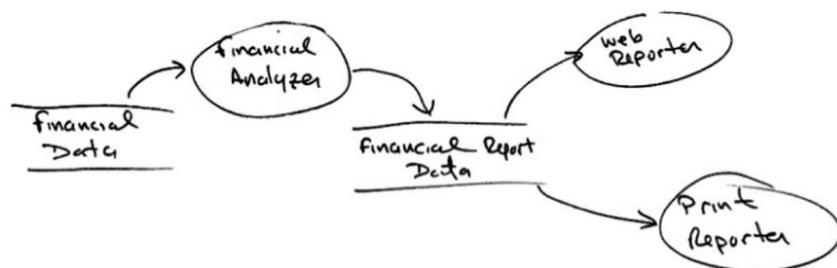 Financial
Data
Financial
Analyzer
Financial Report
Data
Web
Reporter
Print
Reporter